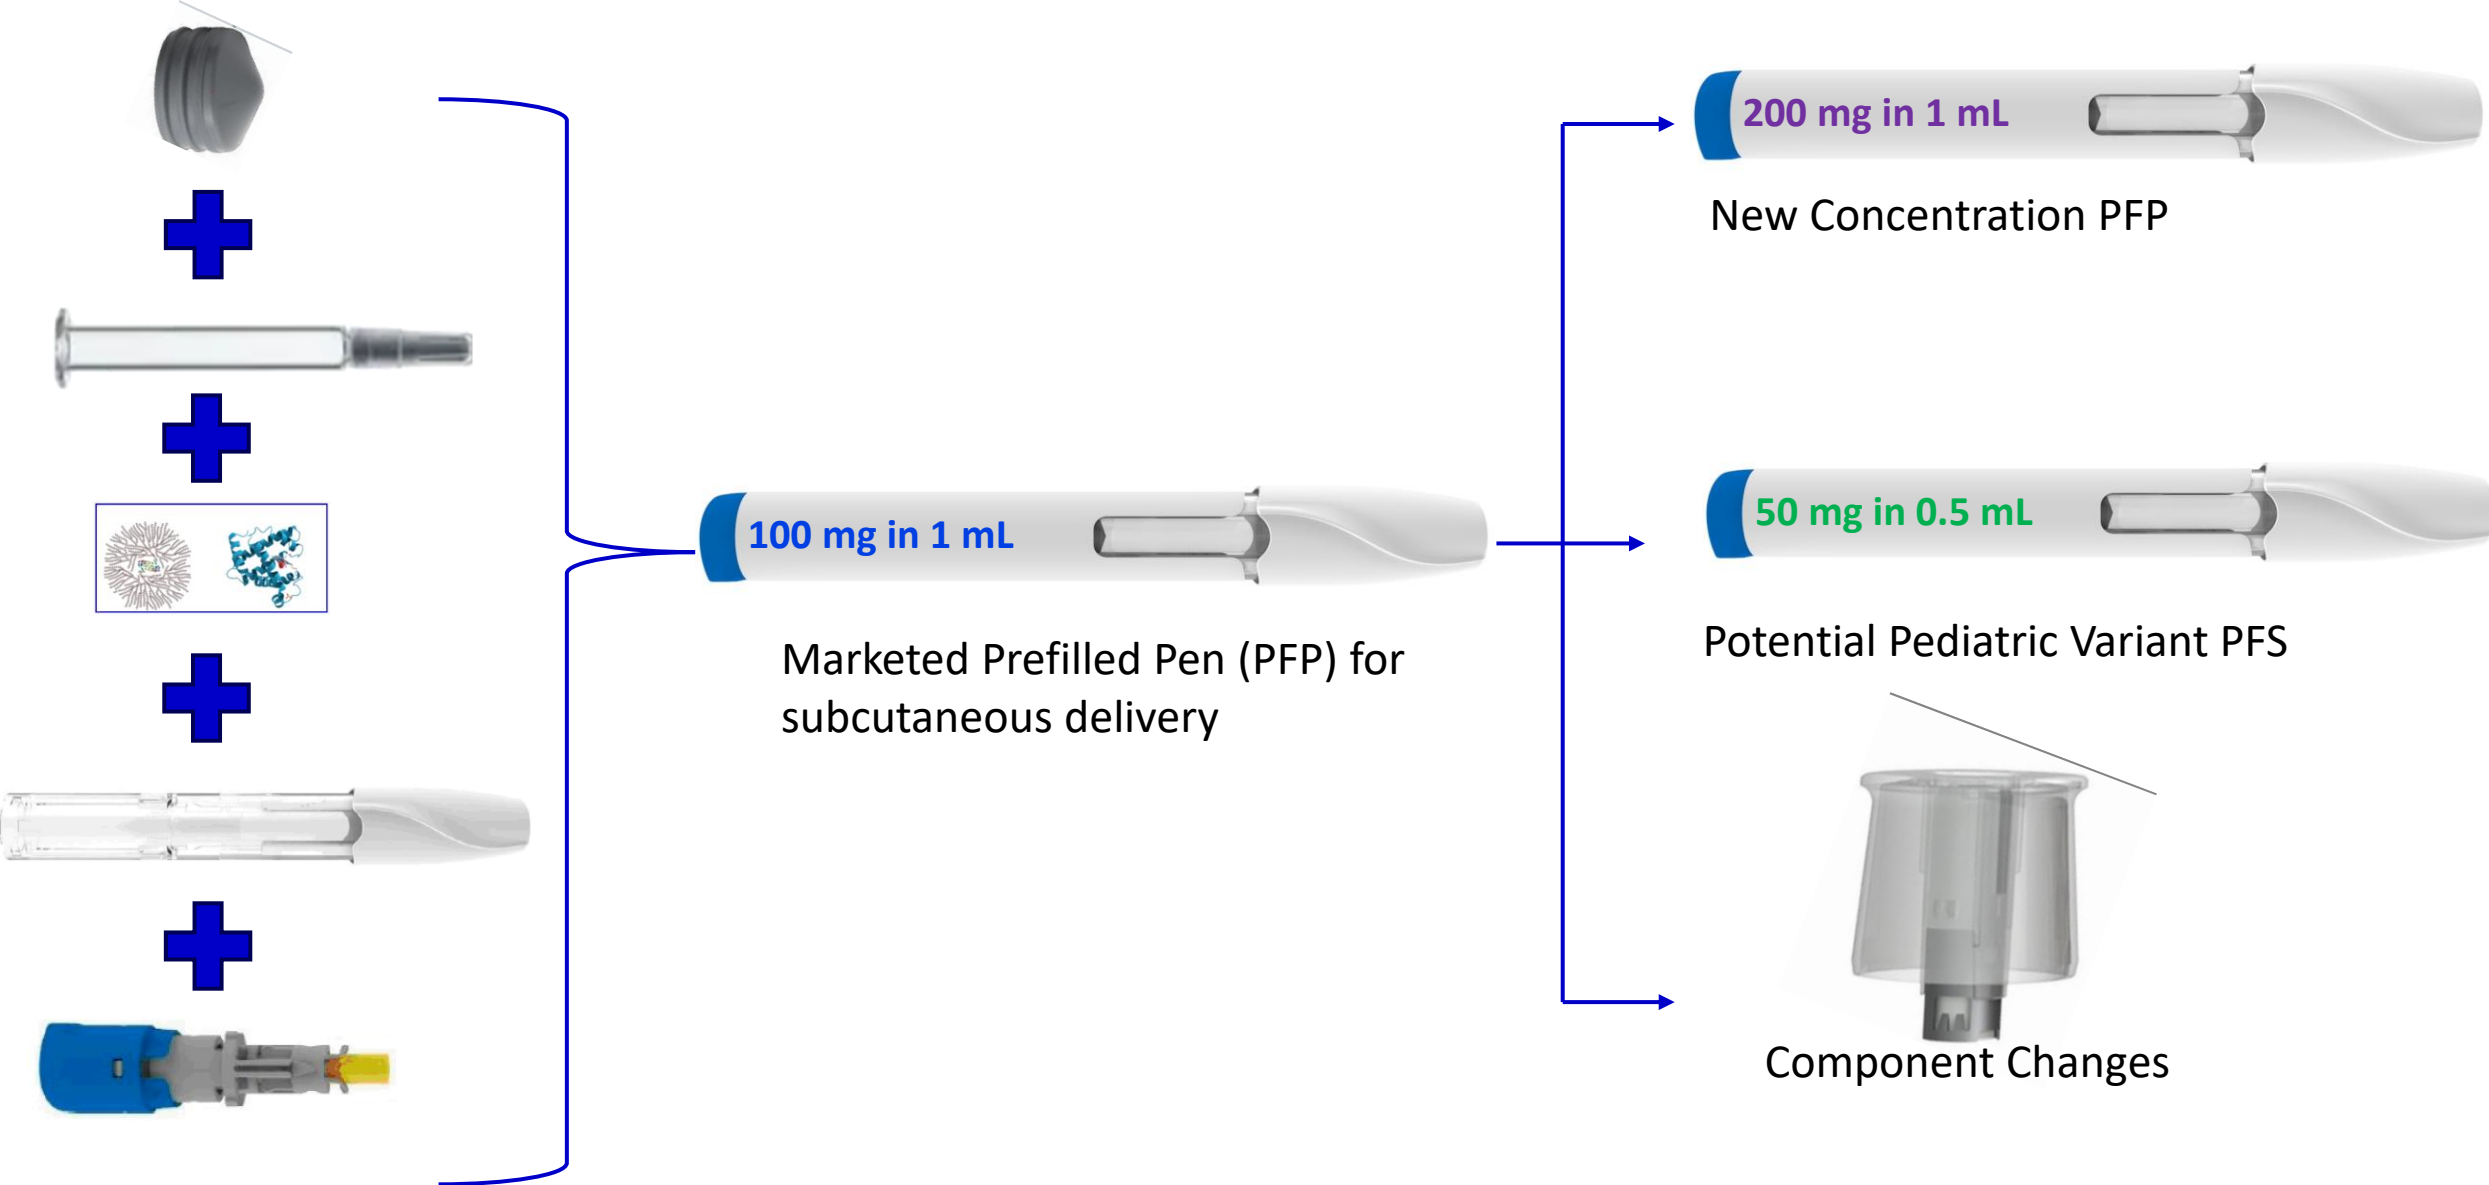 200 mg in 1 mL
New Concentration PFP
100 mg in 1 mL
Marketed Prefilled Pen (PFP) for
subcutaneous delivery
50 mg in 0.5 mL
Potential Pediatric Variant PFS
Component Changes